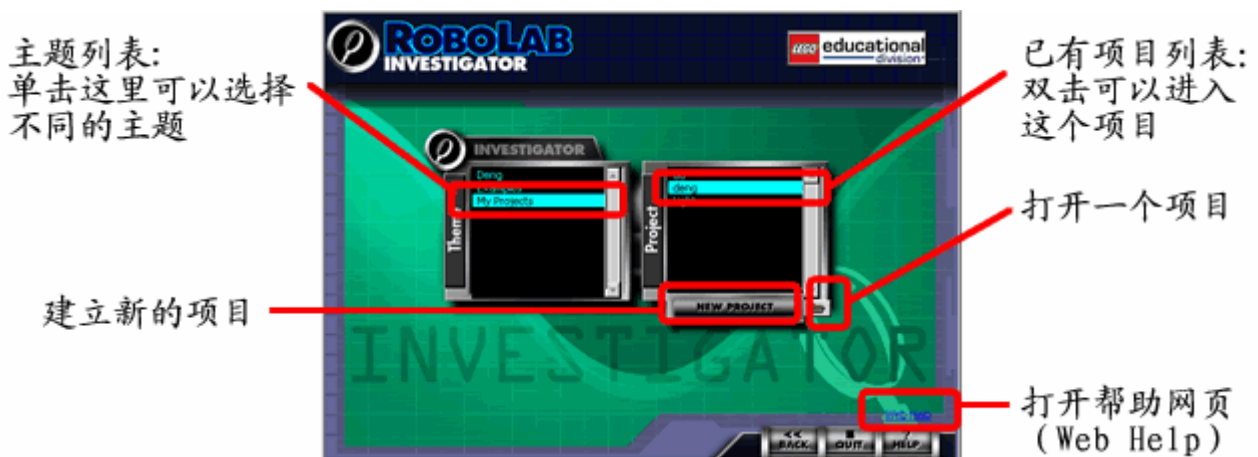 主题列表:
单击这里可以选择
不同的主题
建立新的项目
ROBOLAB
INVESTIGATOR
LEGO educational
division
INVESTIGATOR
Deng
My Projects
Project
deng
NEW PROJECT
INVESTIGATOR
<<
BACK
QUIT
?
HELP
已有项目列表:
双击可以进入
这个项目
打开一个项目
打开帮助网页
(Web Help)